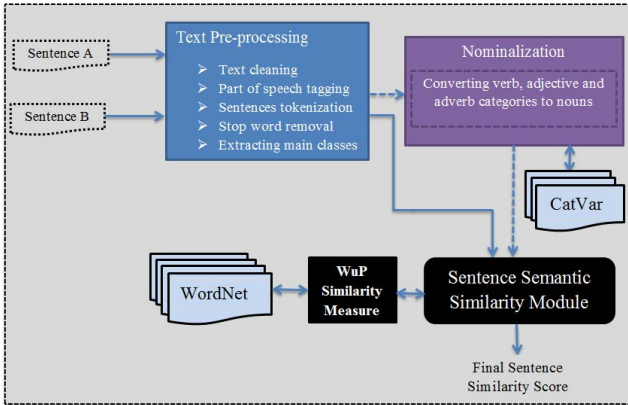 Sentence A
Sentence B
Text Pre-processing
Text cleaning
Part of speech tagging
Sentences tokenization
Stop word removal
Extracting main classes
Nominalization
Converting verb, adjective and
adverb categories to nouns
CatVar
WordNet
WuP
Similarity
Measure
Sentence Semantic
Similarity Module
Final Sentence
Similarity Score